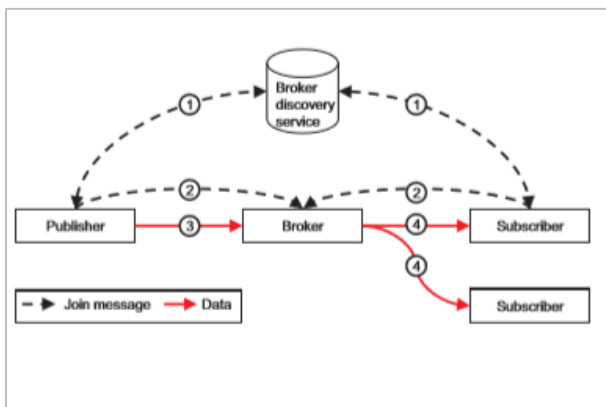 Broker
discovery
service
1
1
2
2
Publisher
3
Broker
4
Subscriber
4
Join message
Data
Subscriber